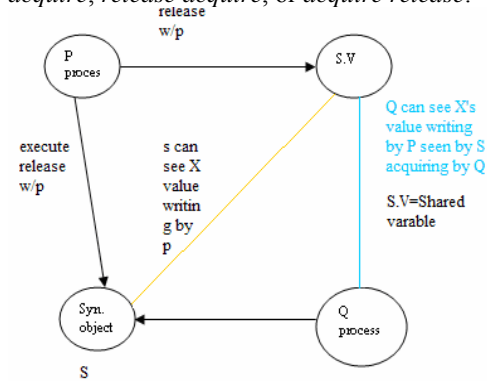 acquire, release acquire, or acquire release.
release
w/p
P
proces
S.V
Q can see X's
value writing
by P seen by S
acquiring by Q
execute
release
w/p
s can
see X
value
writin
g by
p
S.V=Shared
varable
Syn.
object
Q
process
S